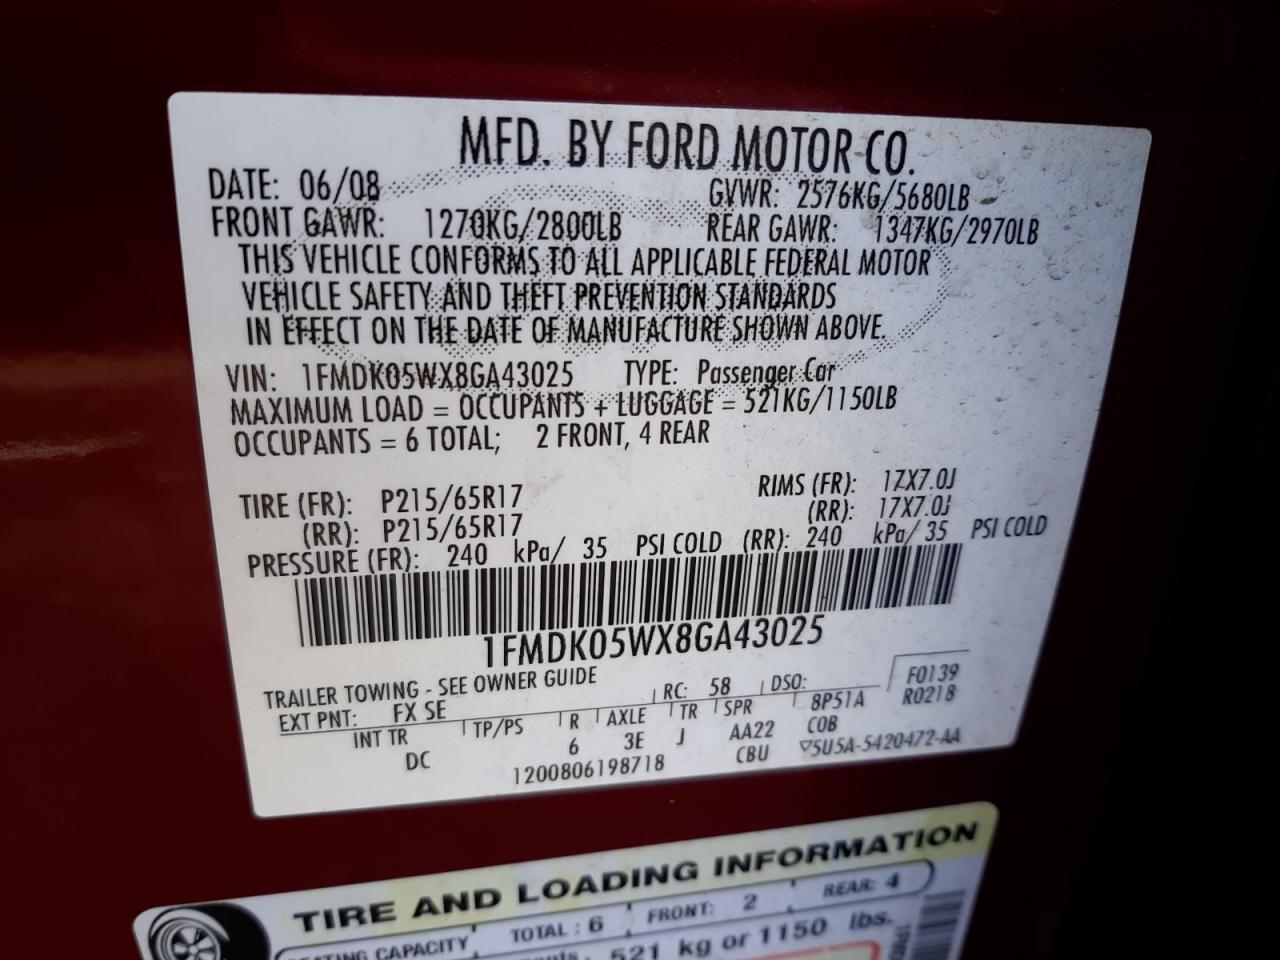 MFD. BY FORD MOTOR CO.
DATE: 06/08 GVWR: 2576KG/5680LB
FRONT GAWR: 1270KG/2800LB REAR GAWR: 1347KG/2970LB
THIS VEHICLE CONFORMS TO ALL APPLICABLE FEDERAL MOTOR
VEHICLE SAFETY AND THEFT PREVENTION STANDARDS
IN EFFECT ON THE DATE OF MANUFACTURE SHOWN ABOVE.
VIN: 1FMDK05WX8GA43025 TYPE: Passenger Car
MAXIMUM LOAD = OCCUPANTS + LUGGAGE = 521KG/1150LB
OCCUPANTS = 6 TOTAL; 2 FRONT, 4 REAR
TIRE (FR): P215/65R17 RIMS (FR): 17X7.0J
(RR): P215/65R17 (RR): 17X7.0J
PRESSURE (FR): 240 kPa/ 35 PSI COLD (RR): 240 kPa/ 35 PSI COLD
1FMDK05WX8GA43025
TRAILER TOWING - SEE OWNER GUIDE F0139
EXT PNT: FX SE RC: 58 DSO: R0218
INT TR TP/PS R AXLE TR SPR 8P51A
DC 6 3E J AA22 COB
1200806198718 CBU 5U5A-5420472-AA
TIRE AND LOADING INFORMATION
SEATING CAPACITY TOTAL: 6 FRONT: 2 REAR: 4
521 kg or 1150 lbs.